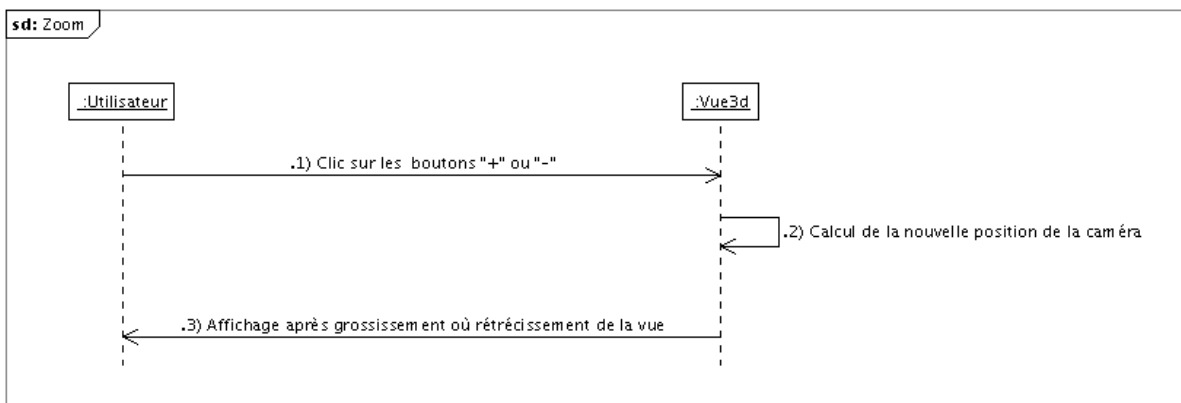 sd: Zoom
:Utilisateur
:Vue3d
.1) Clic sur les boutons "+" ou "-"
.2) Calcul de la nouvelle position de la caméra
.3) Affichage après grossissement où rétrécissement de la vue